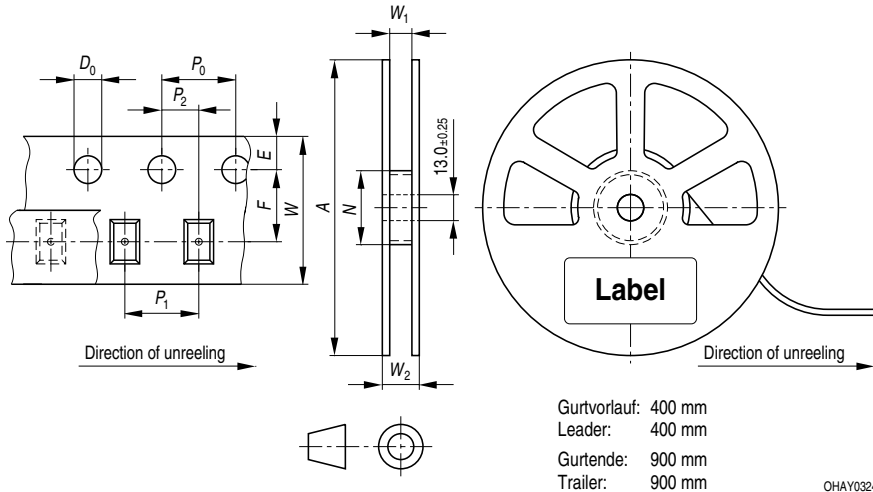 W₁
D₀
P₀
P₂
E
F
W
A
N
13.0±0.25
Label
P₁
Direction of unreeling
W₂
Direction of unreeling
Gurtvorlauf: 400 mm
Leader: 400 mm
Gurtende: 900 mm
Trailer: 900 mm